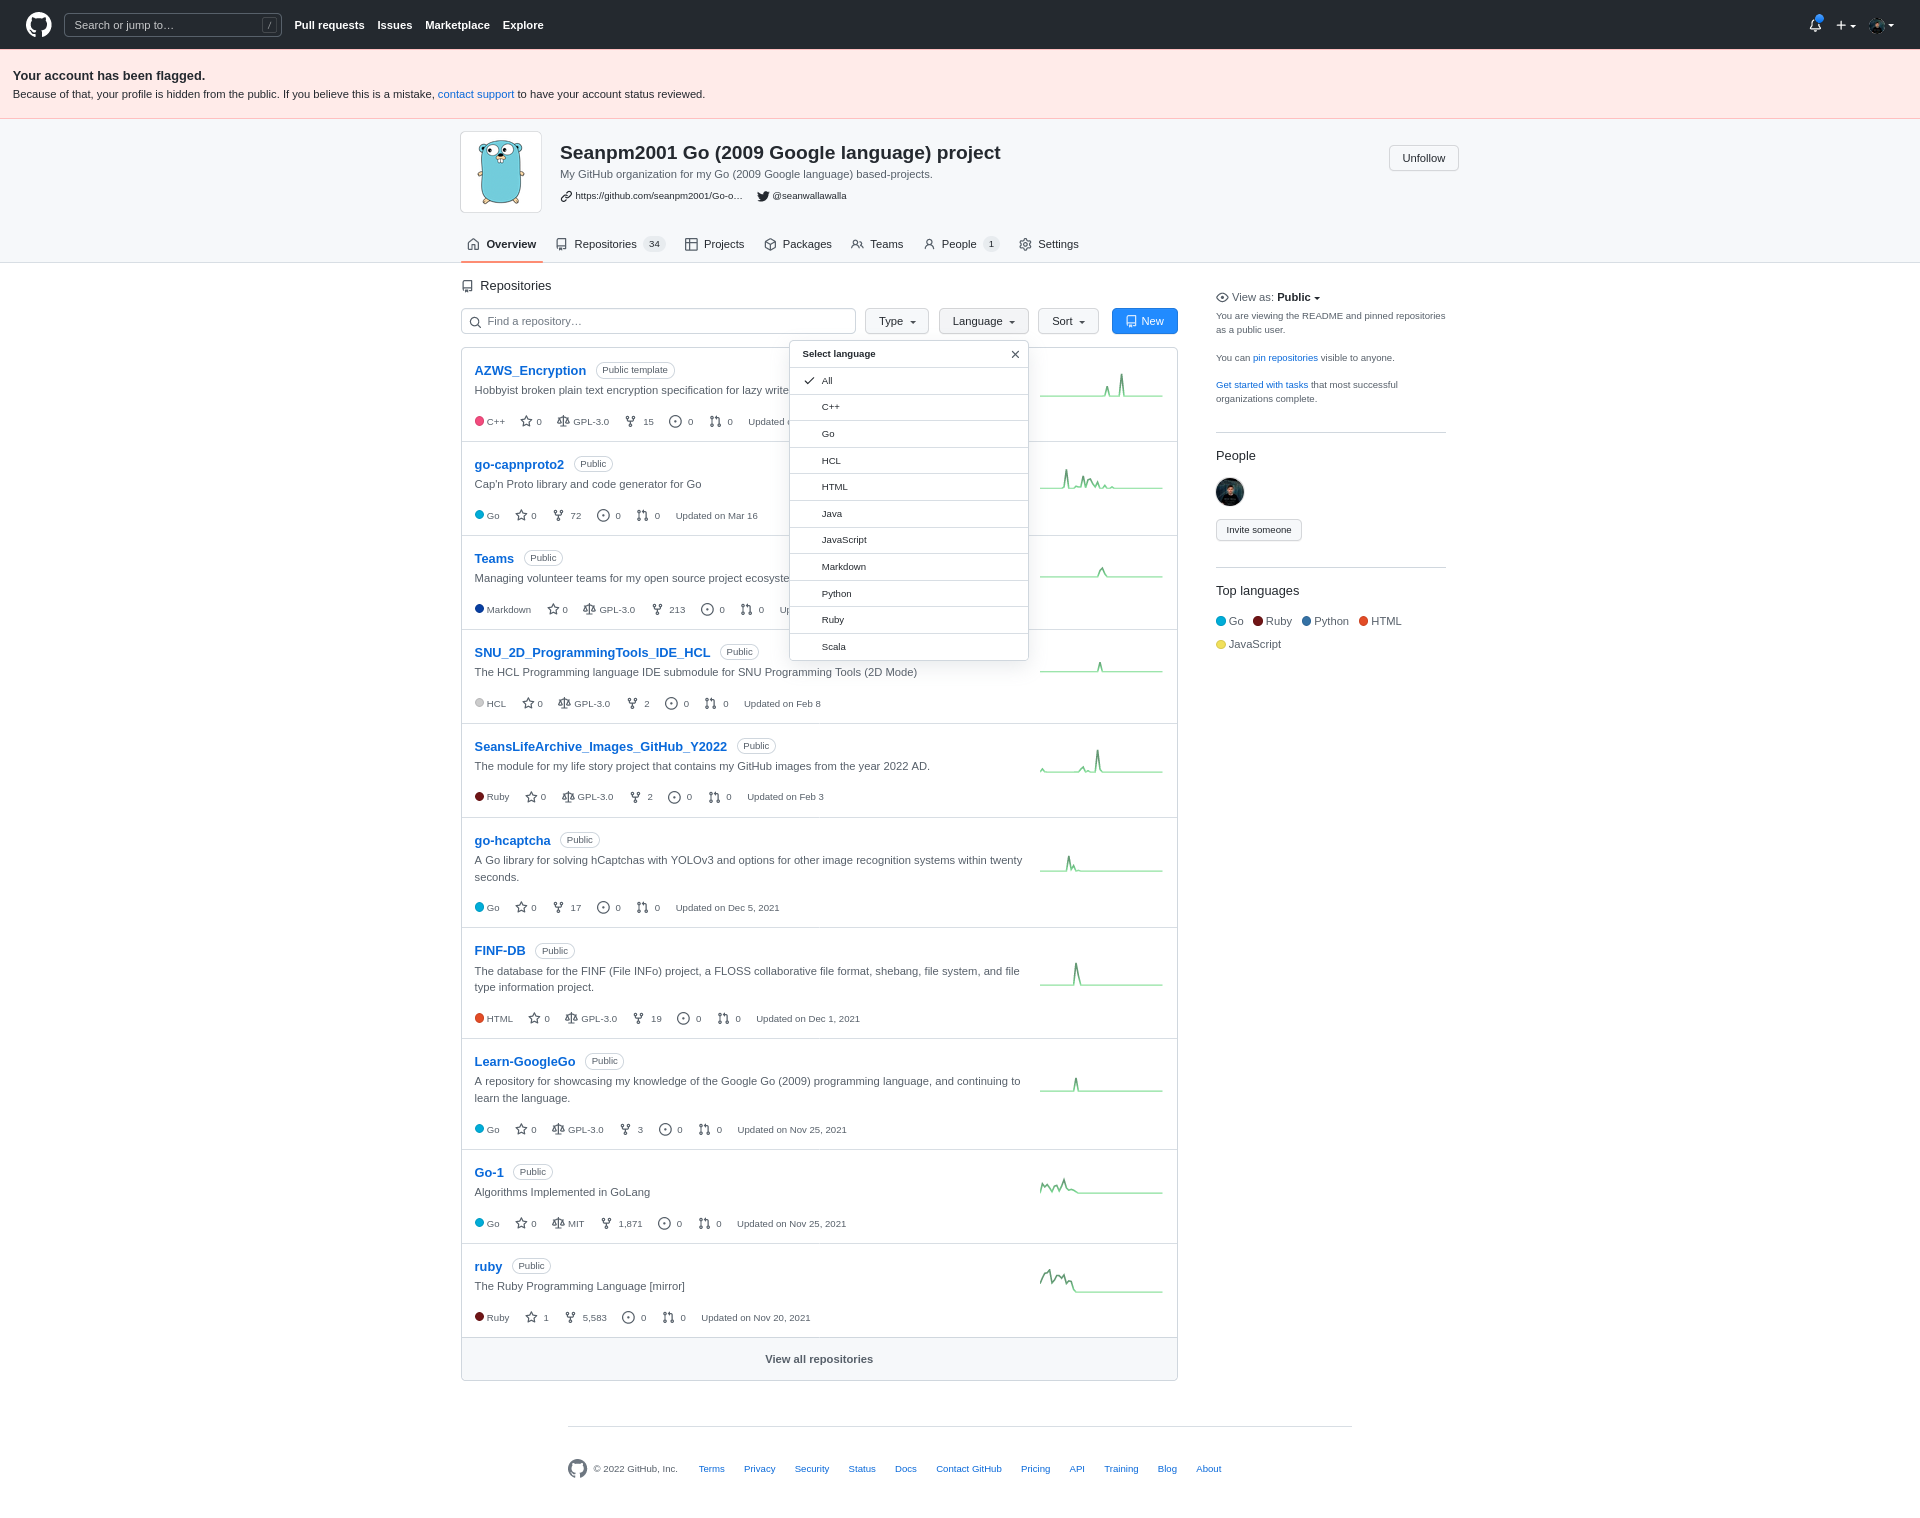 Search or jump to… /
Pull requests Issues Marketplace Explore
Your account has been flagged.
Because of that, your profile is hidden from the public. If you believe this is a mistake, contact support to have your account status reviewed.
Seanpm2001 Go (2009 Google language) project
Unfollow
My GitHub organization for my Go (2009 Google language) based-projects.
https://github.com/seanpm2001/Go-o… @seanwallawalla
Overview Repositories 34 Projects Packages Teams People 1 Settings
Repositories
Find a repository…
Type Language Sort New
Select language
All
C++
Go
HCL
HTML
Java
JavaScript
Markdown
Python
Ruby
Scala
AZWS_Encryption Public template
Hobbyist broken plain text encryption specification for lazy write
C++ 0 GPL-3.0 15 0 0 Updated
go-capnproto2 Public
Cap'n Proto library and code generator for Go
Go 0 72 0 0 Updated on Mar 16
Teams Public
Managing volunteer teams for my open source project ecosyste
Markdown 0 GPL-3.0 213 0 0 Up
SNU_2D_ProgrammingTools_IDE_HCL Public
The HCL Programming language IDE submodule for SNU Programming Tools (2D Mode)
HCL 0 GPL-3.0 2 0 0 Updated on Feb 8
SeansLifeArchive_Images_GitHub_Y2022 Public
The module for my life story project that contains my GitHub images from the year 2022 AD.
Ruby 0 GPL-3.0 2 0 0 Updated on Feb 3
go-hcaptcha Public
A Go library for solving hCaptchas with YOLOv3 and options for other image recognition systems within twenty
seconds.
Go 0 17 0 0 Updated on Dec 5, 2021
FINF-DB Public
The database for the FINF (File INFo) project, a FLOSS collaborative file format, shebang, file system, and file
type information project.
HTML 0 GPL-3.0 19 0 0 Updated on Dec 1, 2021
Learn-GoogleGo Public
A repository for showcasing my knowledge of the Google Go (2009) programming language, and continuing to
learn the language.
Go 0 GPL-3.0 3 0 0 Updated on Nov 25, 2021
Go-1 Public
Algorithms Implemented in GoLang
Go 0 MIT 1,871 0 0 Updated on Nov 25, 2021
ruby Public
The Ruby Programming Language [mirror]
Ruby 1 5,583 0 0 Updated on Nov 20, 2021
View all repositories
View as: Public
You are viewing the README and pinned repositories
as a public user.
You can pin repositories visible to anyone.
Get started with tasks that most successful
organizations complete.
People
Invite someone
Top languages
Go Ruby Python HTML
JavaScript
© 2022 GitHub, Inc. Terms Privacy Security Status Docs Contact GitHub Pricing API Training Blog About